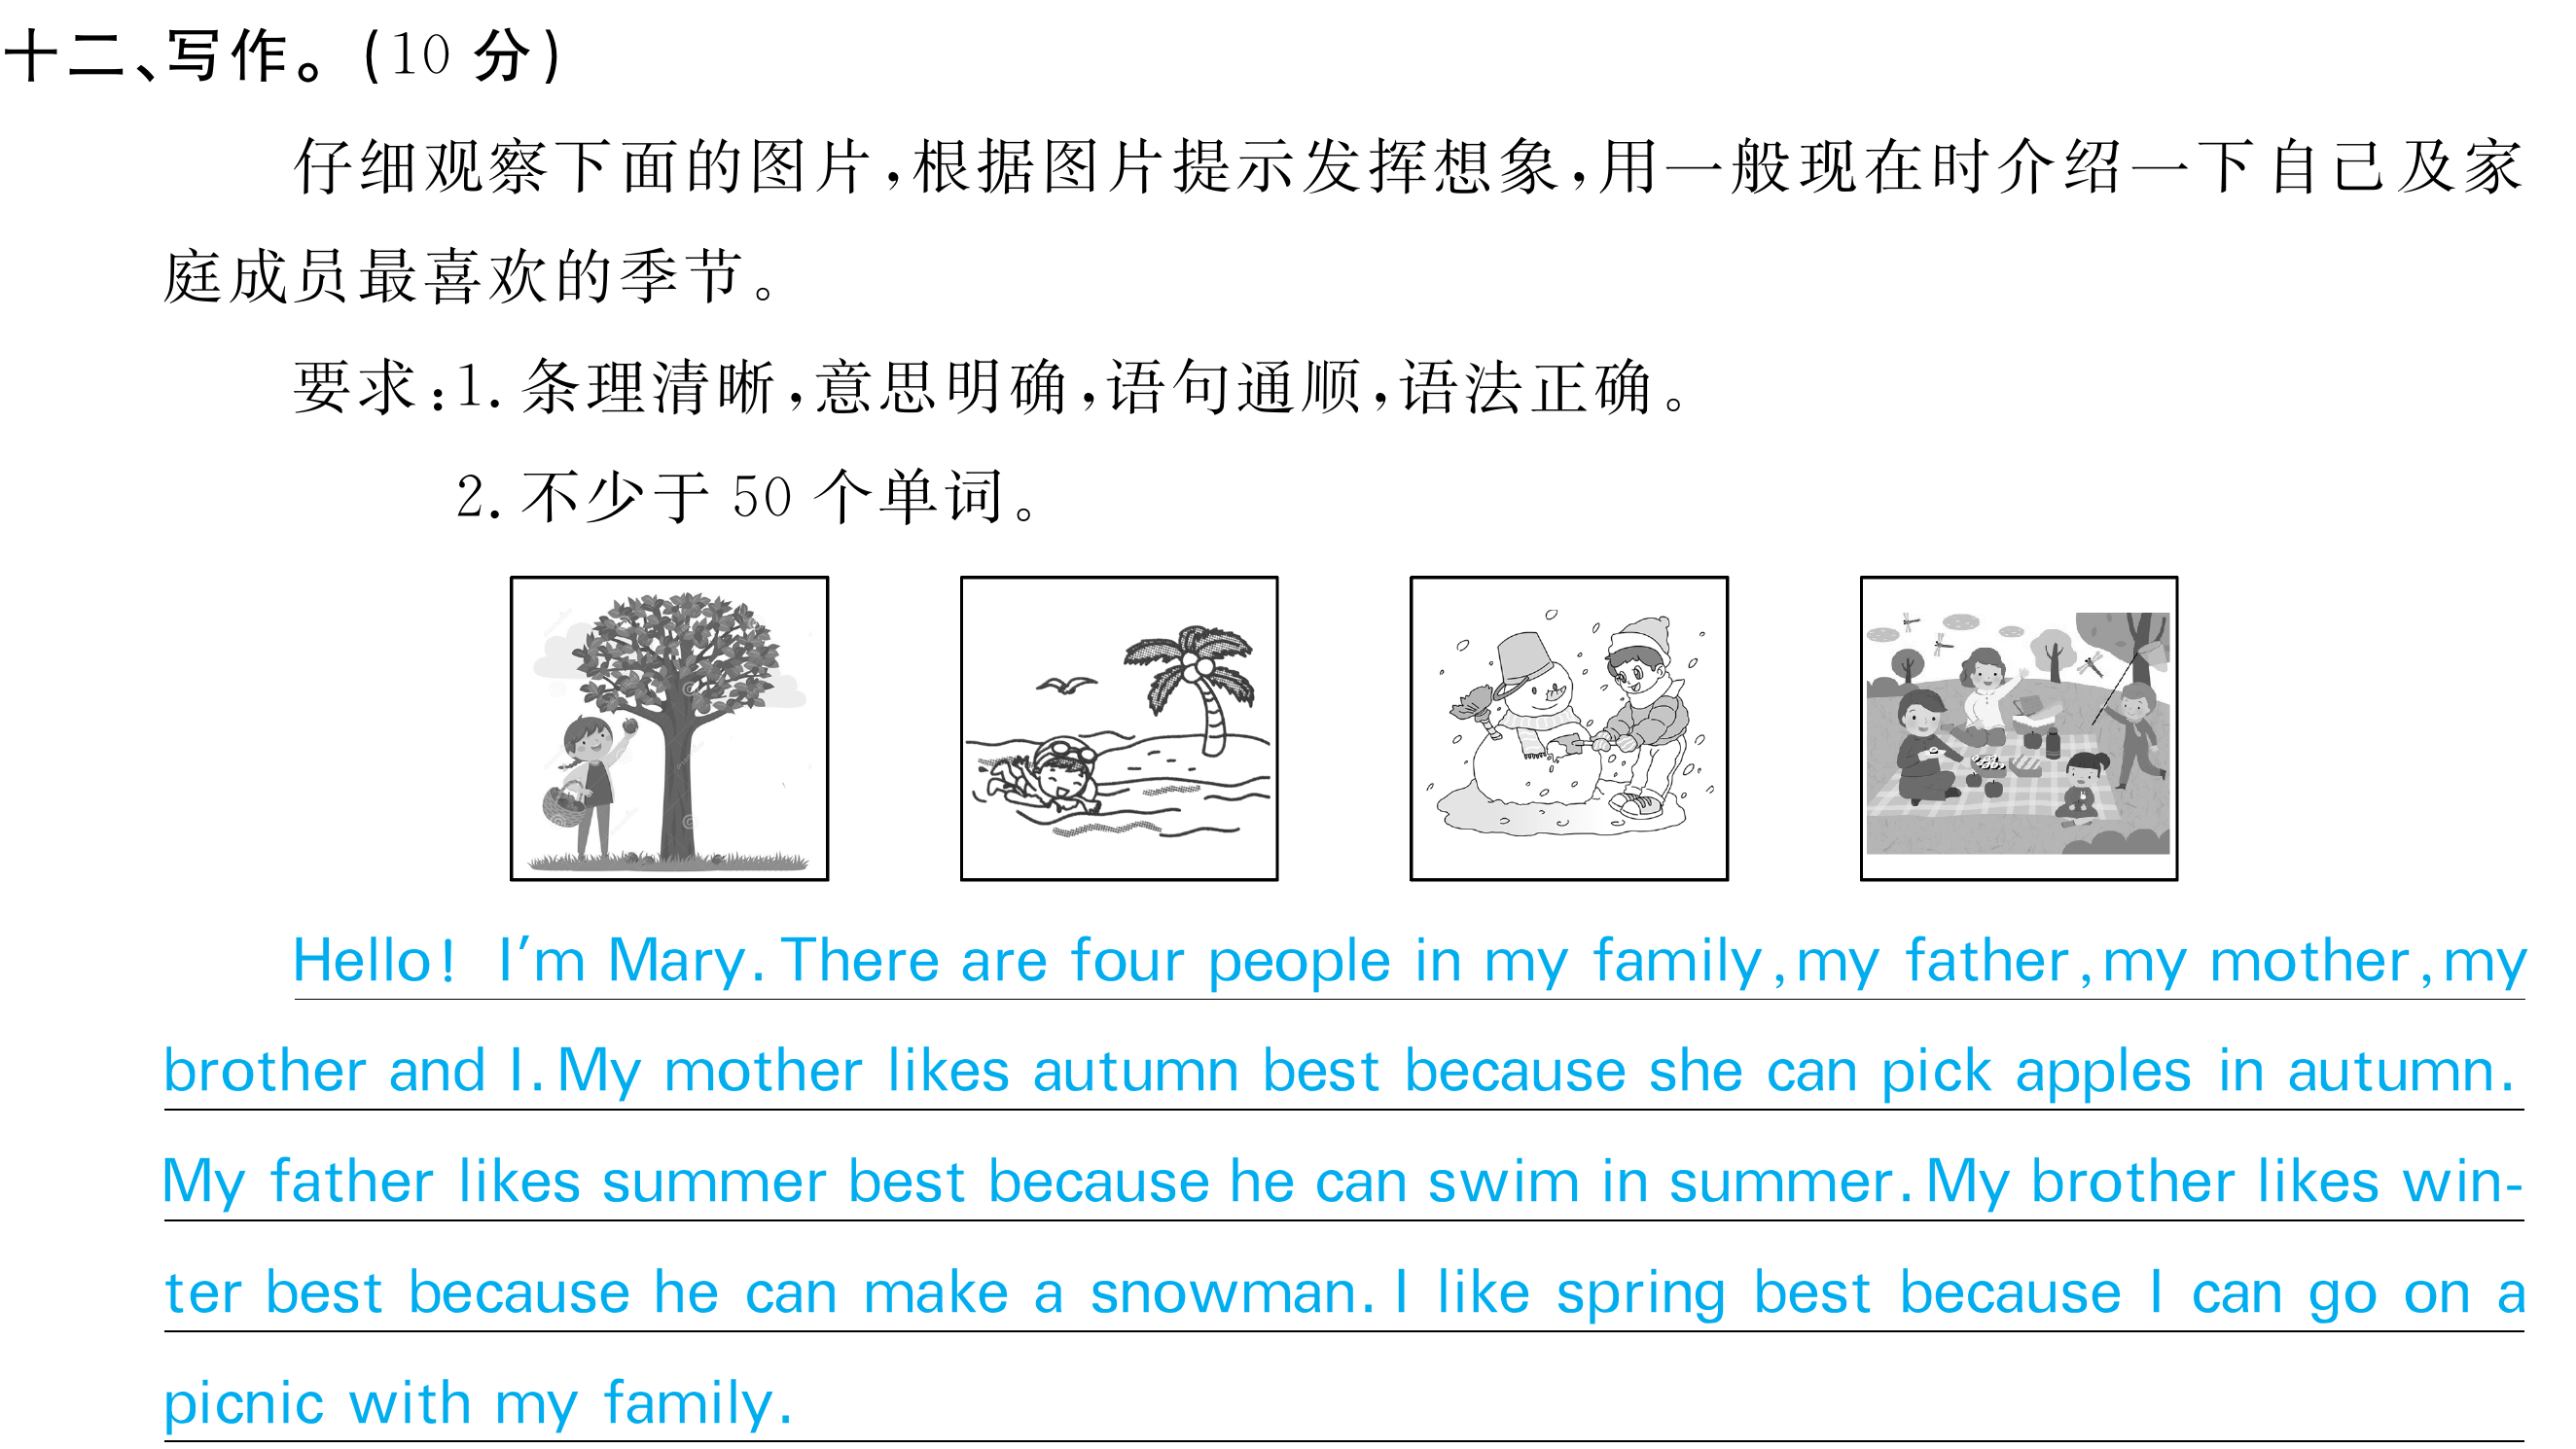 十二、写作。(10 分)
仔细观察下面的图片,根据图片提示发挥想象,用一般现在时介绍一下自己及家
庭成员最喜欢的季节。
要求:1. 条理清晰,意思明确,语句通顺,语法正确。
2. 不少于 50 个单词。
Hello! I'm Mary. There are four people in my family, my father, my mother, my
brother and I. My mother likes autumn best because she can pick apples in autumn.
My father likes summer best because he can swim in summer. My brother likes win-
ter best because he can make a snowman. I like spring best because I can go on a
picnic with my family.